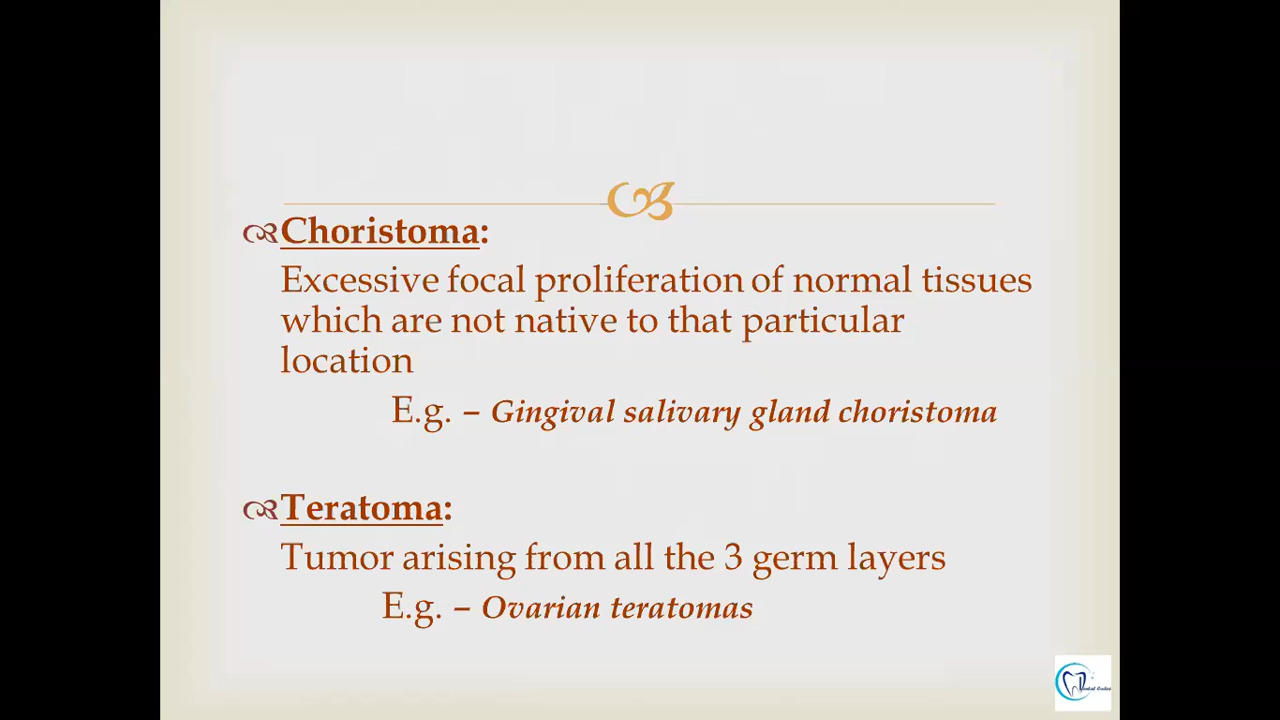 Choristoma:
Excessive focal proliferation of normal tissues
which are not native to that particular
location
E.g. – Gingival salivary gland choristoma
Teratoma:
Tumor arising from all the 3 germ layers
E.g. – Ovarian teratomas